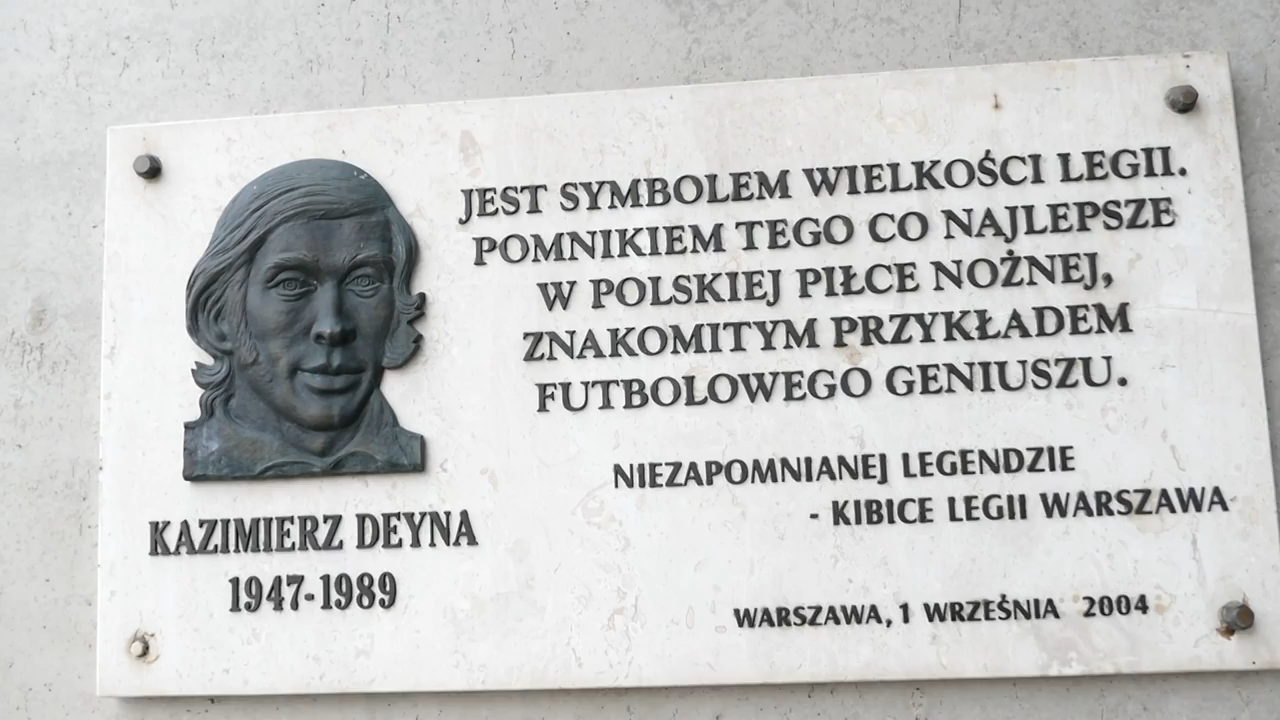 JEST SYMBOLEM WIELKOŚCI LEGII.
POMNIKIEM TEGO CO NAJLEPSZE
W POLSKIEJ PIŁCE NOŻNEJ,
ZNAKOMITYM PRZYKŁADEM
FUTBOLOWEGO GENIUSZU.
NIEZAPOMNIANEJ LEGENDZIE
- KIBICE LEGII WARSZAWA
KAZIMIERZ DEYNA
1947-1989
WARSZAWA, 1 WRZEŚNIA 2004